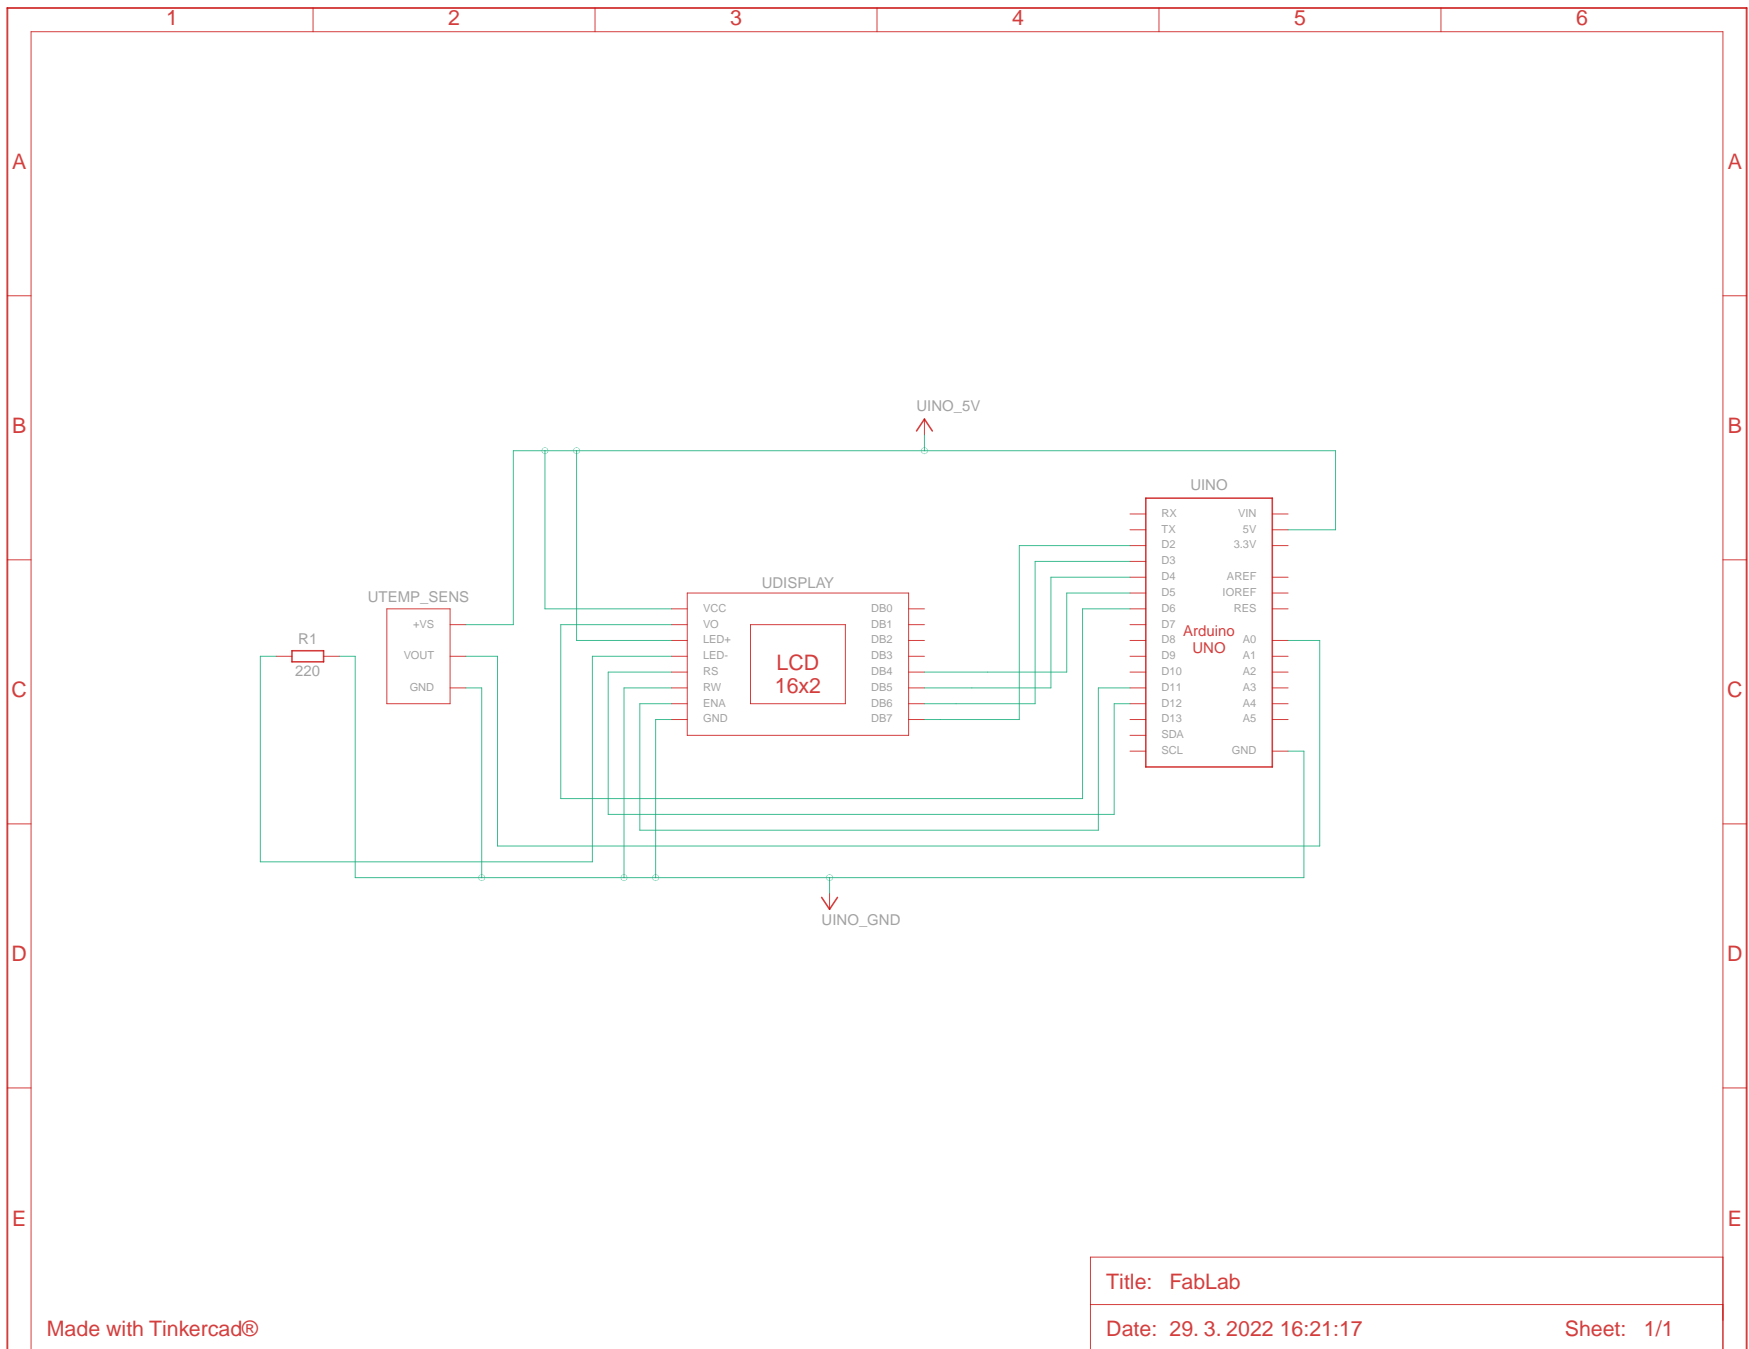 1 2 3 4 5 6
A A
B B
UINO_5V
UINO
RX VIN
TX 5V
D2 3.3V
D3
D4 AREF
D5 IOREF
D6 RES
D7
D8 A0
D9 A1
D10 A2
D11 A3
D12 A4
D13 A5
SDA
SCL GND
Arduino
UNO
UDISPLAY
VCC DB0
VO DB1
LED+ DB2
LED- DB3
RS DB4
RW DB5
ENA DB6
GND DB7
LCD
16x2
UTEMP_SENS
+VS
VOUT
GND
R1
220
C C
UINO_GND
D D
E E
Title: FabLab
Made with Tinkercad®
Date: 29. 3. 2022 16:21:17 Sheet: 1/1